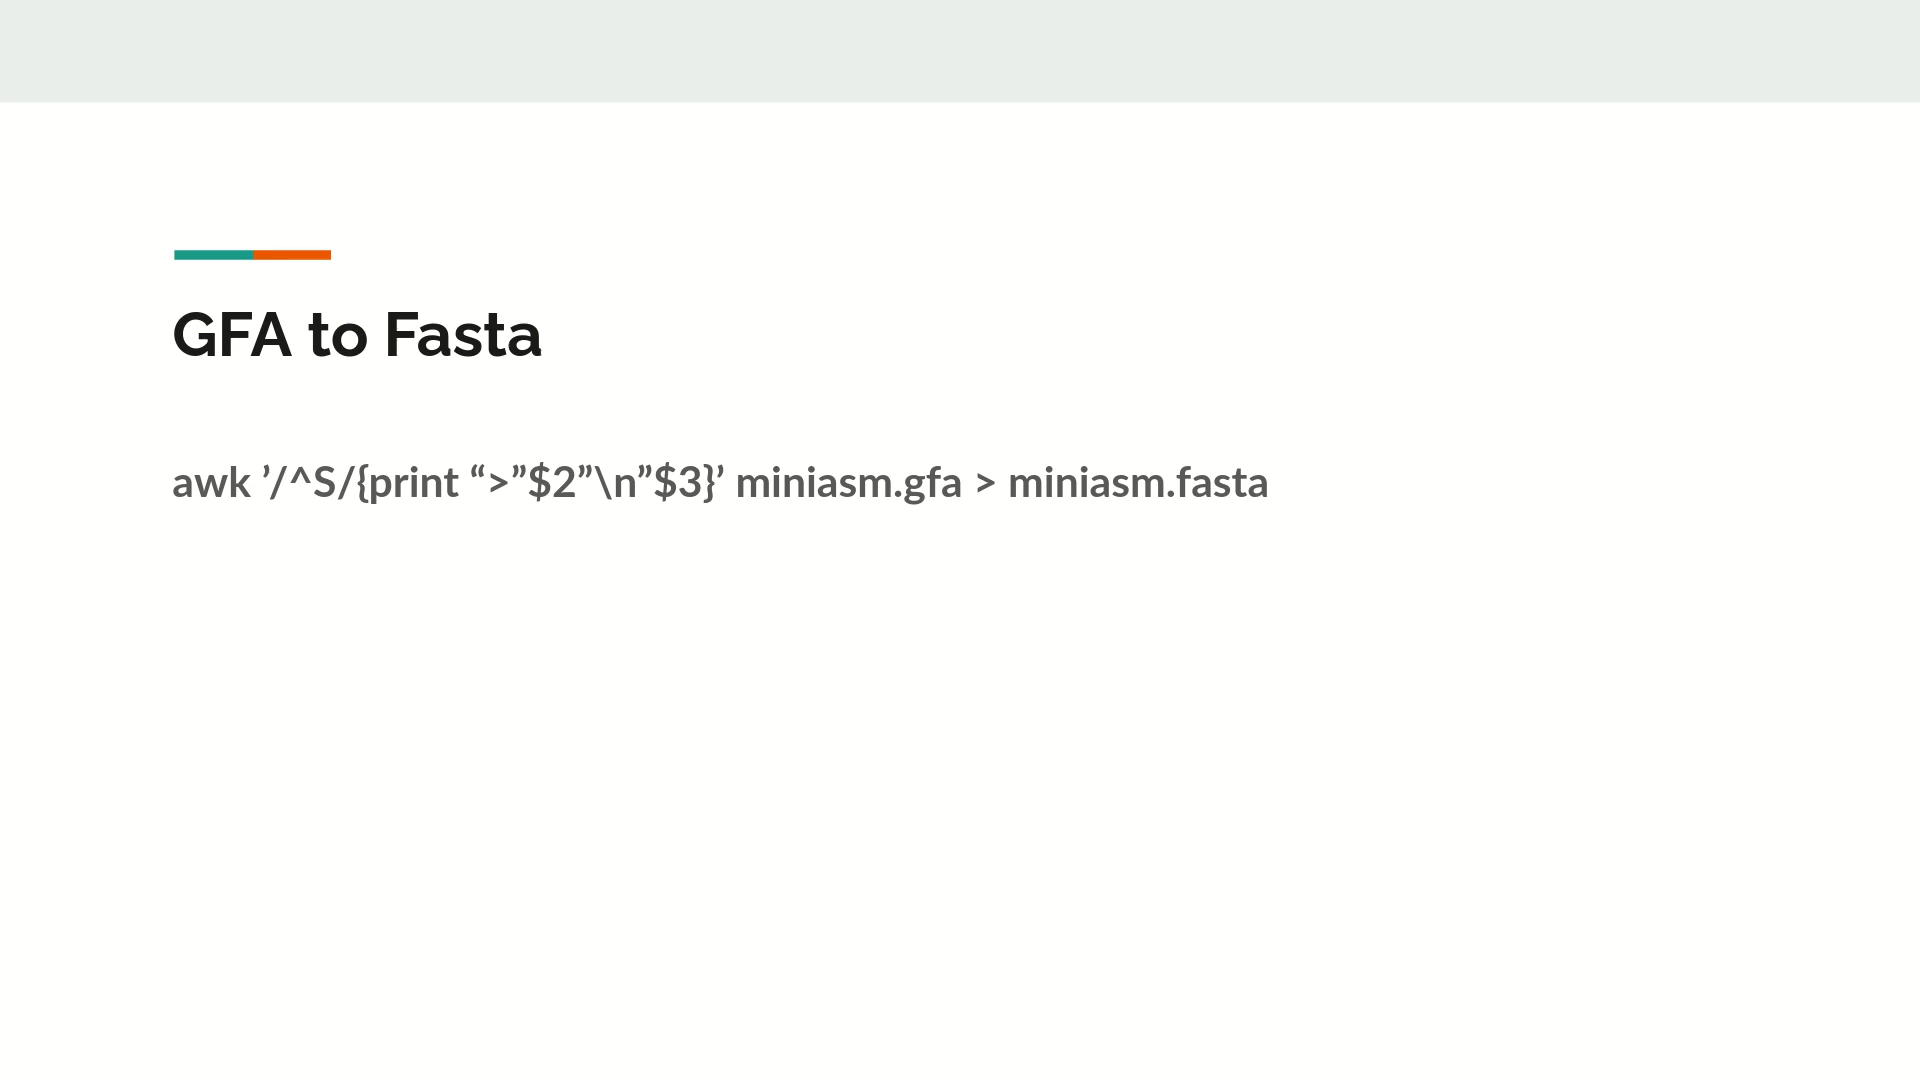 GFA to Fasta
awk ’/^S/{print “>”$2”\n”$3}’ miniasm.gfa > miniasm.fasta